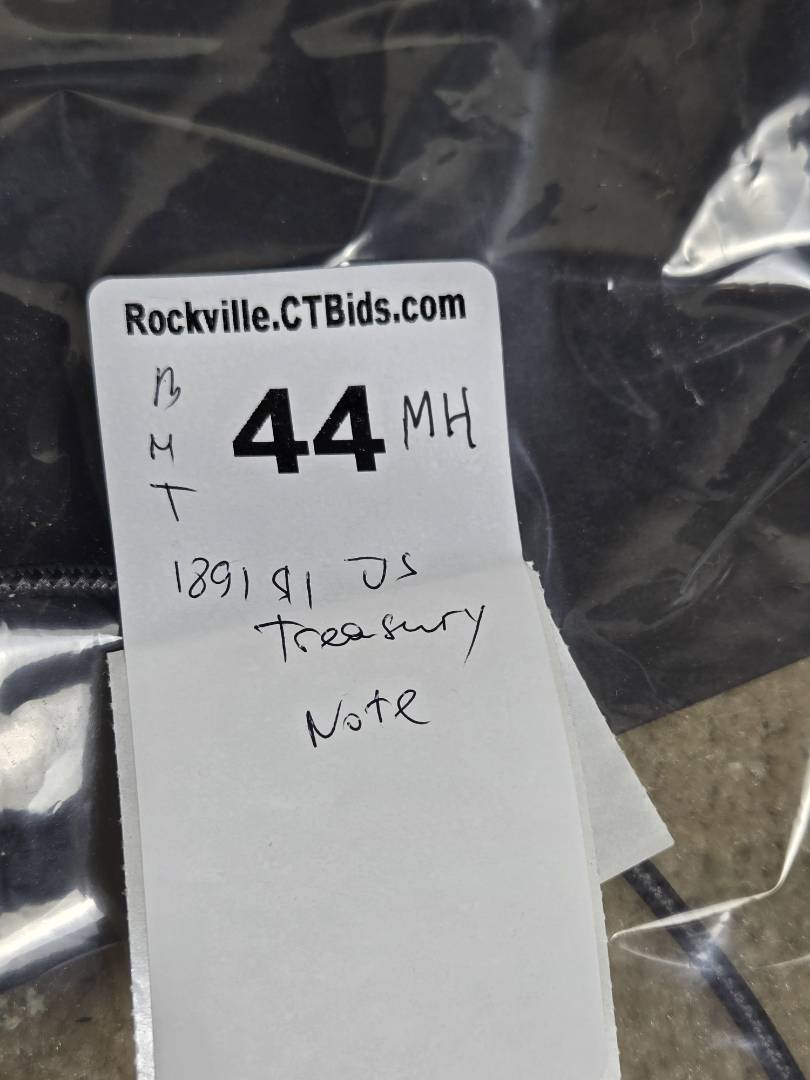 Rockville.CTBids.com
B
M
T
44 MH
1891 $1 US
Treasury
Note